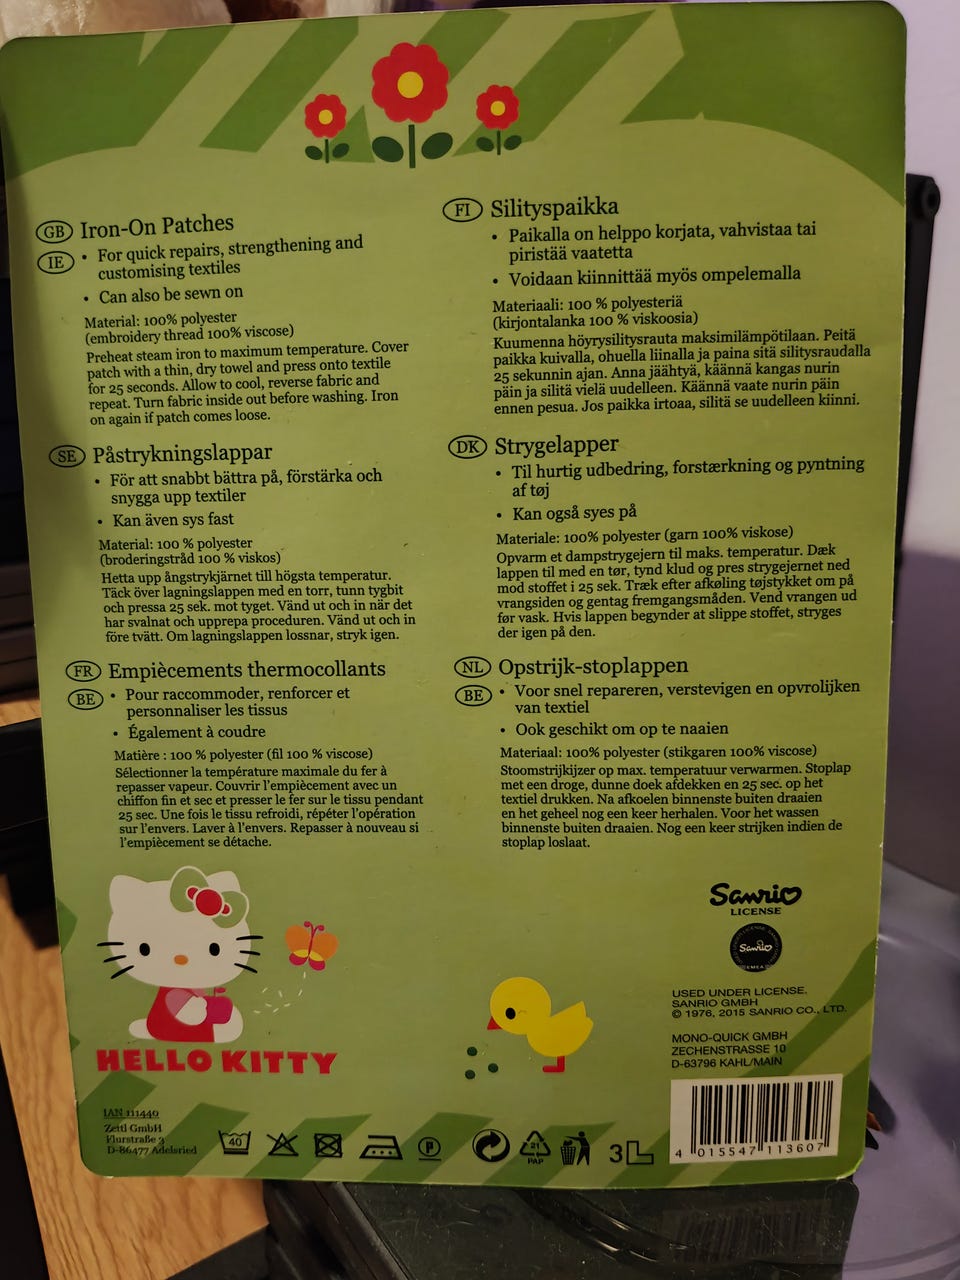 GB Iron-On Patches
IE
• For quick repairs, strengthening and
customising textiles
• Can also be sewn on
Material: 100% polyester
(embroidery thread 100% viscose)
Preheat steam iron to maximum temperature. Cover
patch with a thin, dry towel and press onto textile
for 25 seconds. Allow to cool, reverse fabric and
repeat. Turn fabric inside out before washing. Iron
on again if patch comes loose.
SE Påstrykningslappar
• För att snabbt bättra på, förstärka och
snygga upp textiler
• Kan även sys fast
Material: 100 % polyester
(broderingstråd 100 % viskos)
Hetta upp ångstrykjärnet till högsta temperatur.
Täck över lagningslappen med en torr, tunn tygbit
och pressa 25 sek. mot tyget. Vänd ut och in när det
har svalnat och upprepa proceduren. Vänd ut och in
före tvätt. Om lagningslappen lossnar, stryk igen.
FR Empiècements thermocollants
BE
• Pour raccommoder, renforcer et
personnaliser les tissus
• Également à coudre
Matière : 100 % polyester (fil 100 % viscose)
Sélectionner la température maximale du fer à
repasser vapeur. Couvrir l'empiècement avec un
chiffon fin et sec et presser le fer sur le tissu pendant
25 sec. Une fois le tissu refroidi, répéter l'opération
sur l'envers. Laver à l'envers. Repasser à nouveau si
l'empiècement se détache.
FI Silityspaikka
• Paikalla on helppo korjata, vahvistaa tai
piristää vaatetta
• Voidaan kiinnittää myös ompelemalla
Materiaali: 100 % polyesteriä
(kirjontalanka 100 % viskoosia)
Kuumenna höyrysilitysrauta maksimilämpötilaan. Peitä
paikka kuivalla, ohuella liinalla ja paina sitä silitysraudalla
25 sekunnin ajan. Anna jäähtyä, käännä kangas nurin
päin ja silitä vielä uudelleen. Käännä vaate nurin päin
ennen pesua. Jos paikka irtoaa, silitä se uudelleen kiinni.
DK Strygelapper
• Til hurtig udbedring, forstærkning og pyntning
af tøj
• Kan også syes på
Materiale: 100% polyester (garn 100% viskose)
Opvarm et dampstrygejern til maks. temperatur. Dæk
lappen til med en tør, tynd klud og pres strygejernet ned
mod stoffet i 25 sek. Træk efter afkøling tøjstykket om på
vrangsiden og gentag fremgangsmåden. Vend vrangen ud
før vask. Hvis lappen begynder at slippe stoffet, stryges
der igen på den.
NL Opstrijk-stoplappen
BE
• Voor snel repareren, verstevigen en opvrolijken
van textiel
• Ook geschikt om op te naaien
Materiaal: 100% polyester (stikgaren 100% viscose)
Stoomstrijkijzer op max. temperatuur verwarmen. Stoplap
met een droge, dunne doek afdekken en 25 sec. op het
textiel drukken. Na afkoelen binnenste buiten draaien
en het geheel nog een keer herhalen. Voor het wassen
binnenste buiten draaien. Nog een keer strijken indien de
stoplap loslaat.
HELLO KITTY
Sanrio
LICENSE
Sanrio
EMEA
USED UNDER LICENSE.
SANRIO GMBH
© 1976, 2015 SANRIO CO., LTD.
MONO-QUICK GMBH
ZECHENSTRASSE 10
D-63796 KAHL/MAIN
IAN 111440
Zettl GmbH
Flurstraße 3
D-86477 Adelsried
40
P
21
PAP
3L
4 015547 113607